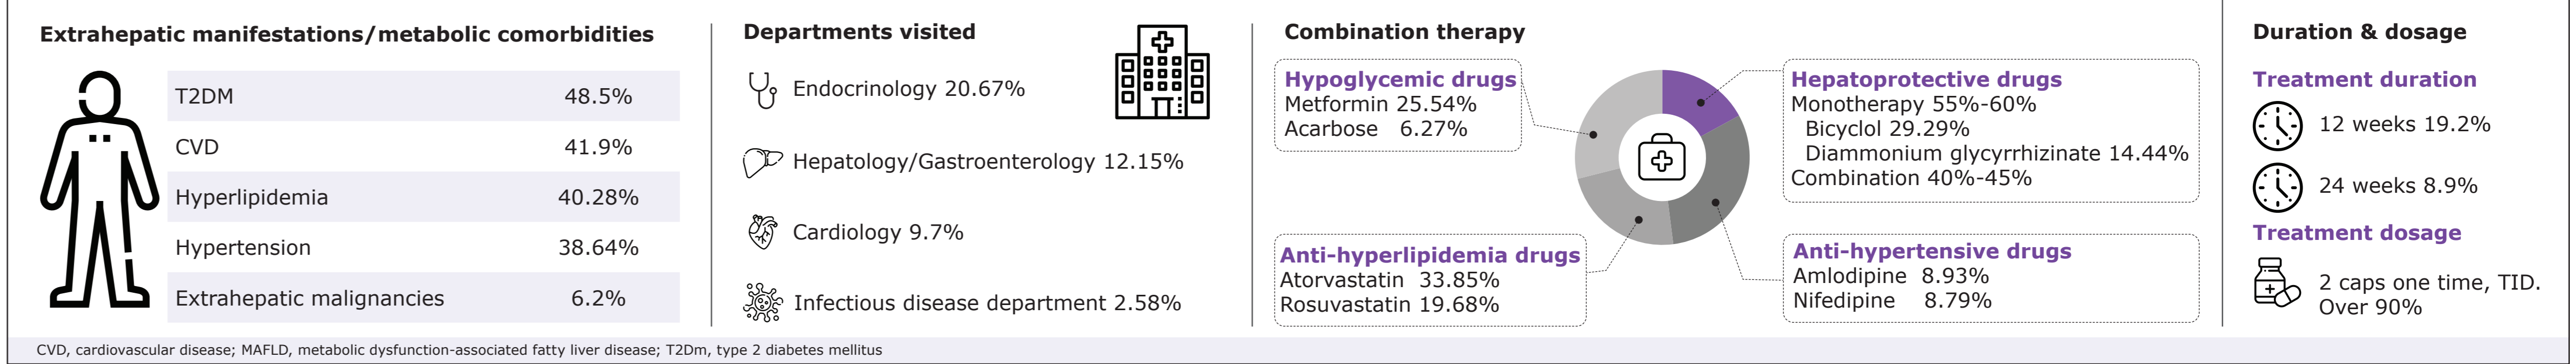 Extrahepatic manifestations/metabolic comorbidities
T2DM 48.5%
CVD 41.9%
Hyperlipidemia 40.28%
Hypertension 38.64%
Extrahepatic malignancies 6.2%
Departments visited
Endocrinology 20.67%
Hepatology/Gastroenterology 12.15%
Cardiology 9.7%
Infectious disease department 2.58%
Combination therapy
Hypoglycemic drugs
Metformin 25.54%
Acarbose 6.27%
Hepatoprotective drugs
Monotherapy 55%-60%
Bicyclol 29.29%
Diammonium glycyrrhizinate 14.44%
Combination 40%-45%
Anti-hyperlipidemia drugs
Atorvastatin 33.85%
Rosuvastatin 19.68%
Anti-hypertensive drugs
Amlodipine 8.93%
Nifedipine 8.79%
Duration & dosage
Treatment duration
12 weeks 19.2%
24 weeks 8.9%
Treatment dosage
2 caps one time, TID.
Over 90%
CVD, cardiovascular disease; MAFLD, metabolic dysfunction-associated fatty liver disease; T2Dm, type 2 diabetes mellitus